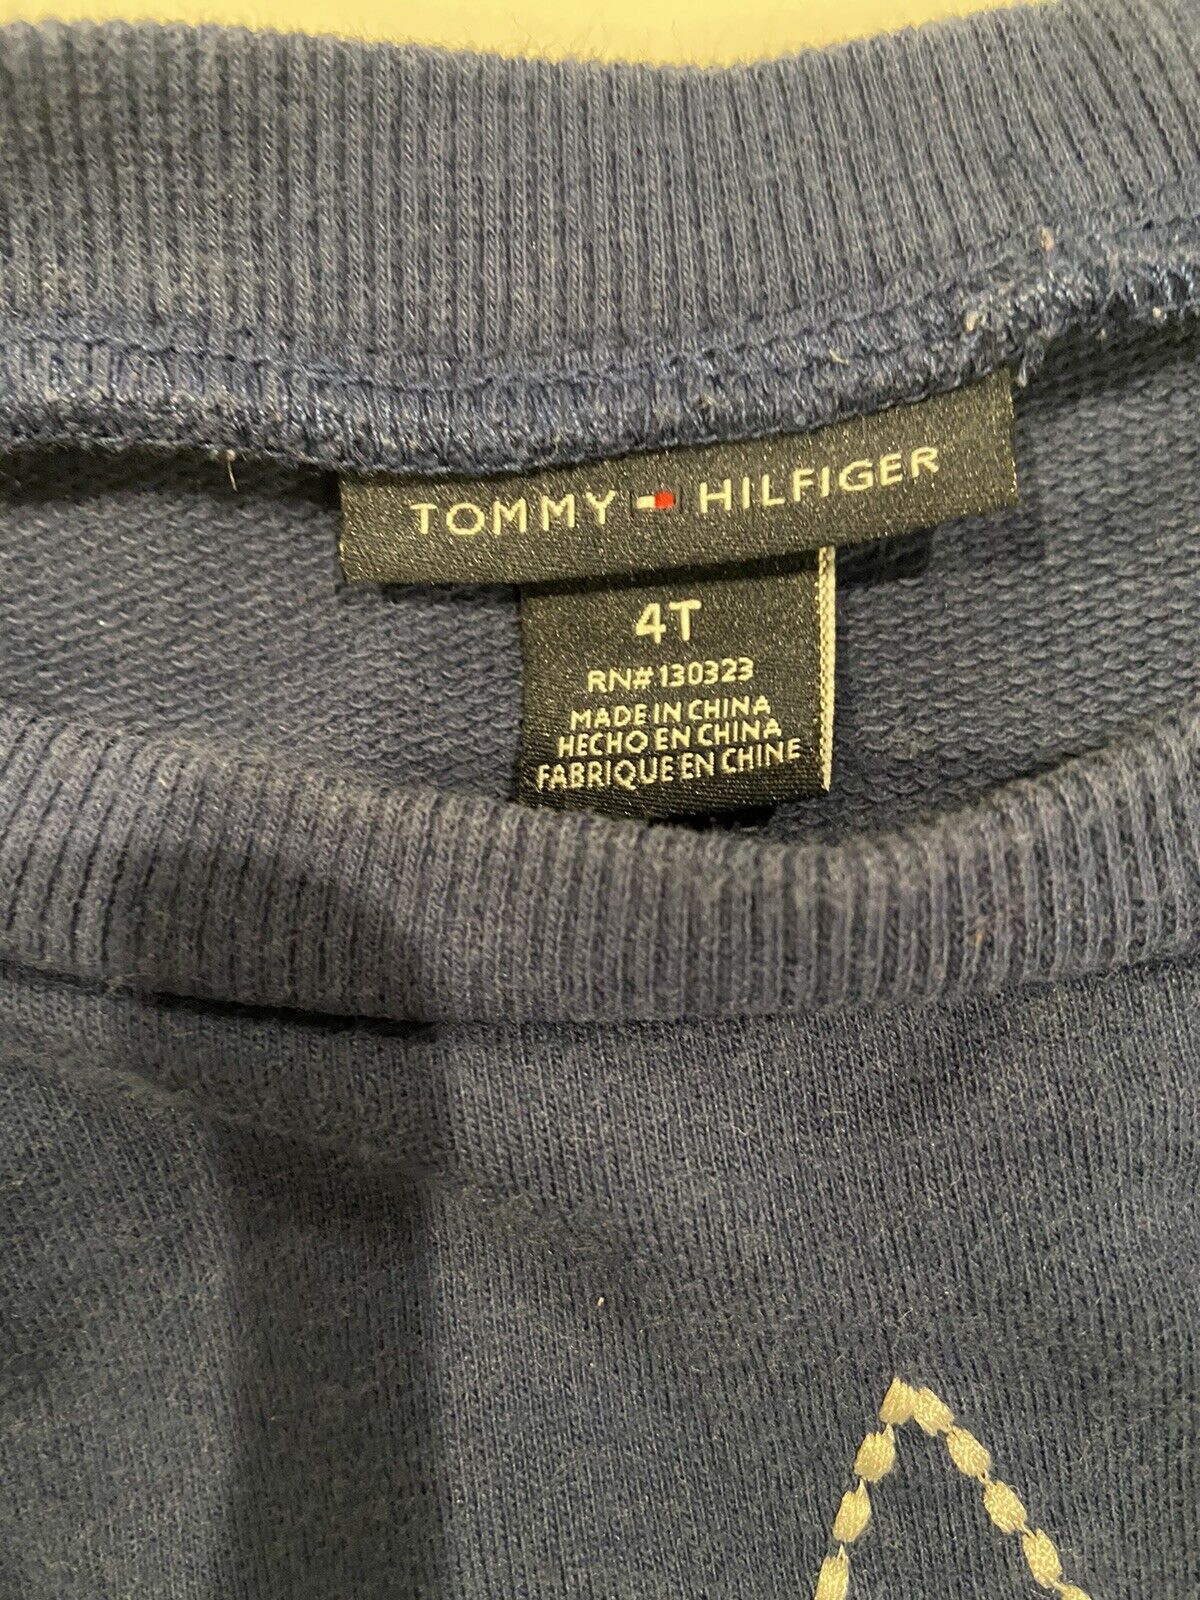 TOMMY HILFIGER
4T
RN#130323
MADE IN CHINA
HECHO EN CHINA
FABRIQUE EN CHINE